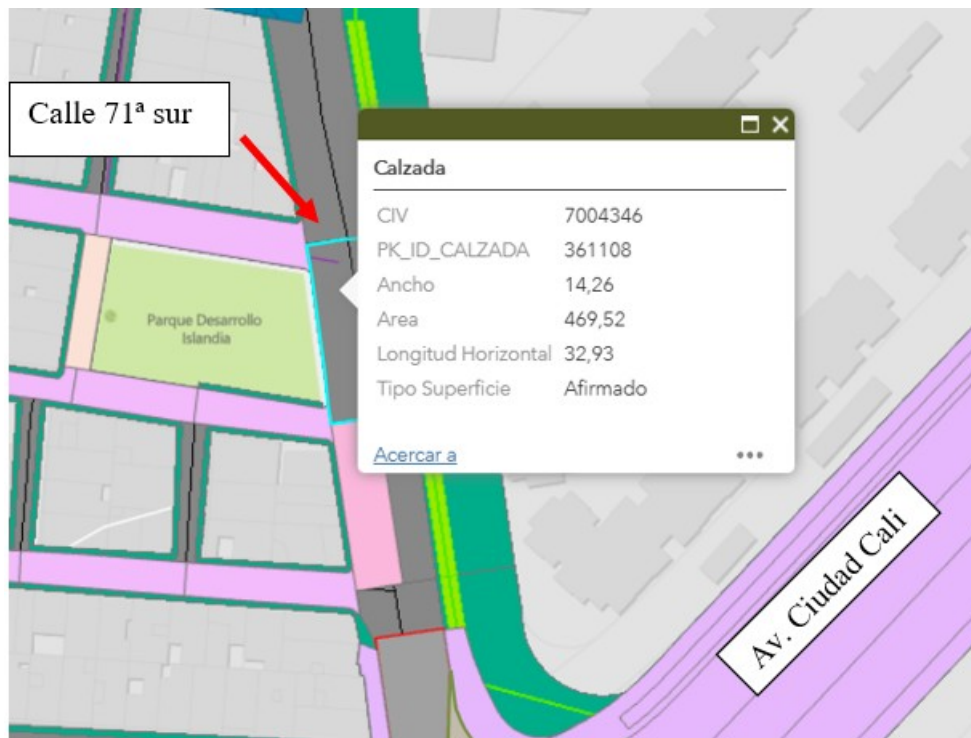 Calle 71ª sur
Calzada
CIV 7004346
PK_ID_CALZADA 361108
Ancho 14,26
Area 469,52
Longitud Horizontal 32,93
Tipo Superficie Afirmado
Acercar a
Parque Desarrollo
Islandia
Av. Ciudad Cali